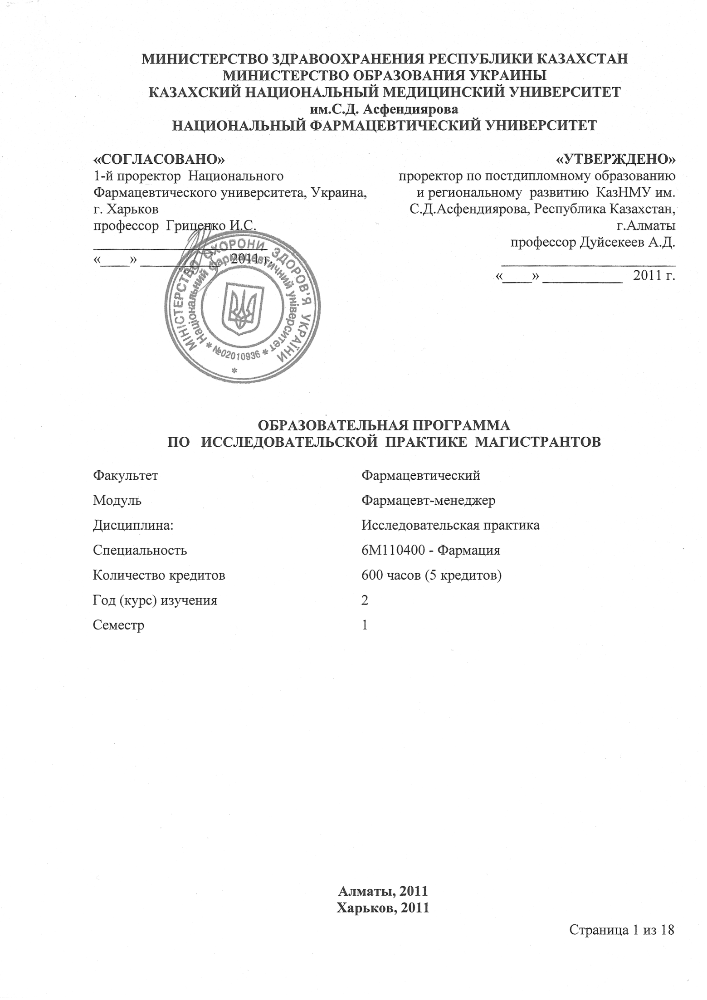 МИНИСТЕРСТВО ЗДРАВООХРАНЕНИЯ РЕСПУБЛИКИ КАЗАХСТАН
МИНИСТЕРСТВО ОБРАЗОВАНИЯ УКРАИНЫ
КАЗАХСКИЙ НАЦИОНАЛЬНЫЙ МЕДИЦИНСКИЙ УНИВЕРСИТЕТ
им.С.Д. Асфендиярова
НАЦИОНАЛЬНЫЙ ФАРМАЦЕВТИЧЕСКИЙ УНИВЕРСИТЕТ
«СОГЛАСОВАНО»
1-й проректор Национального
Фармацевтического университета, Украина,
г. Харьков
профессор Гриценко И.С.
«____» ___________ 2011 г.
МІНІСТЕРСТВО ОХОРОНИ ЗДОРОВ'Я УКРАЇНИ *
Національний фармацевтичний університет
* №02010936 *
«УТВЕРЖДЕНО»
проректор по постдипломному образованию
и региональному развитию КазНМУ им.
С.Д.Асфендиярова, Республика Казахстан,
г.Алматы
профессор Дуйсекеев А.Д.
«____» ___________ 2011 г.
ОБРАЗОВАТЕЛЬНАЯ ПРОГРАММА
ПО ИССЛЕДОВАТЕЛЬСКОЙ ПРАКТИКЕ МАГИСТРАНТОВ
Факультет Фармацевтический
Модуль Фармацевт-менеджер
Дисциплина: Исследовательская практика
Специальность 6М110400 - Фармация
Количество кредитов 600 часов (5 кредитов)
Год (курс) изучения 2
Семестр 1
Алматы, 2011
Харьков, 2011
Страница 1 из 18